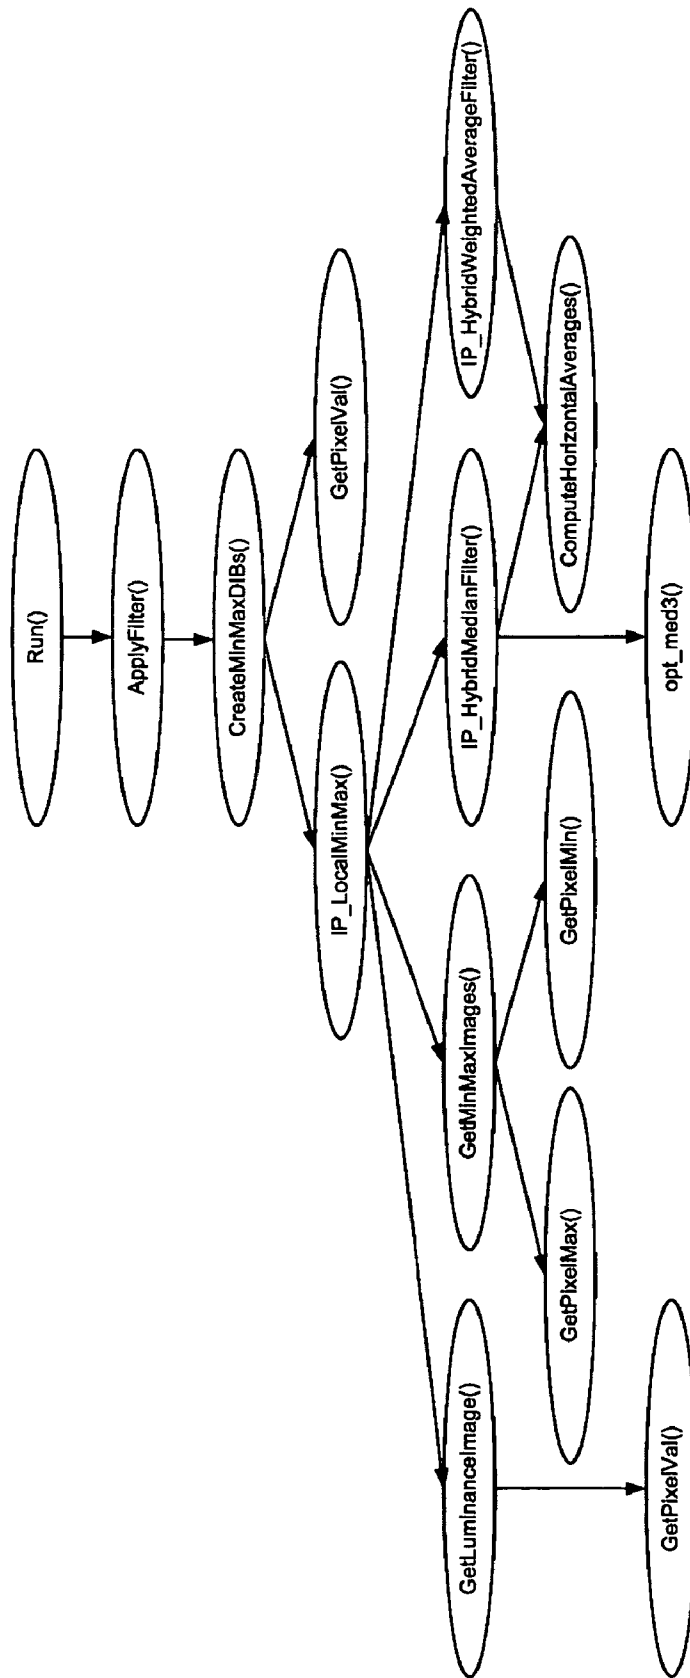 Run()
ApplyFilter()
CreateMinMaxDIBs()
IP_LocalMinMax()
GetPixelVal()
GetLuminanceImage()
GetMinMaxImages()
IP_HybridMedianFilter()
IP_HybridWeightedAverageFilter()
GetPixelMax()
GetPixelMin()
ComputeHorizontalAverages()
GetPixelVal()
opt_med3()